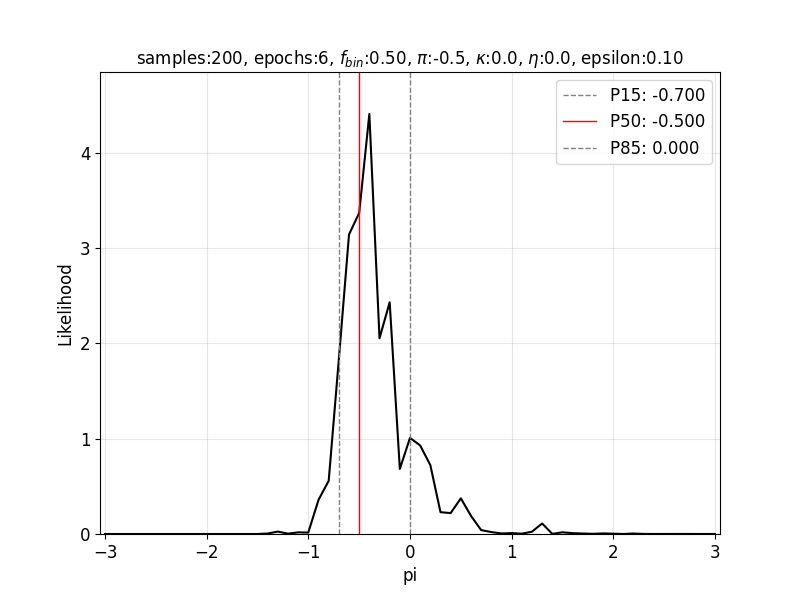 samples:200, epochs:6, f_bin:0.50, π:-0.5, κ:0.0, η:0.0, epsilon:0.10
P15: -0.700
P50: -0.500
P85: 0.000
Likelihood
4
3
2
1
0
−3 −2 −1 0 1 2 3
pi